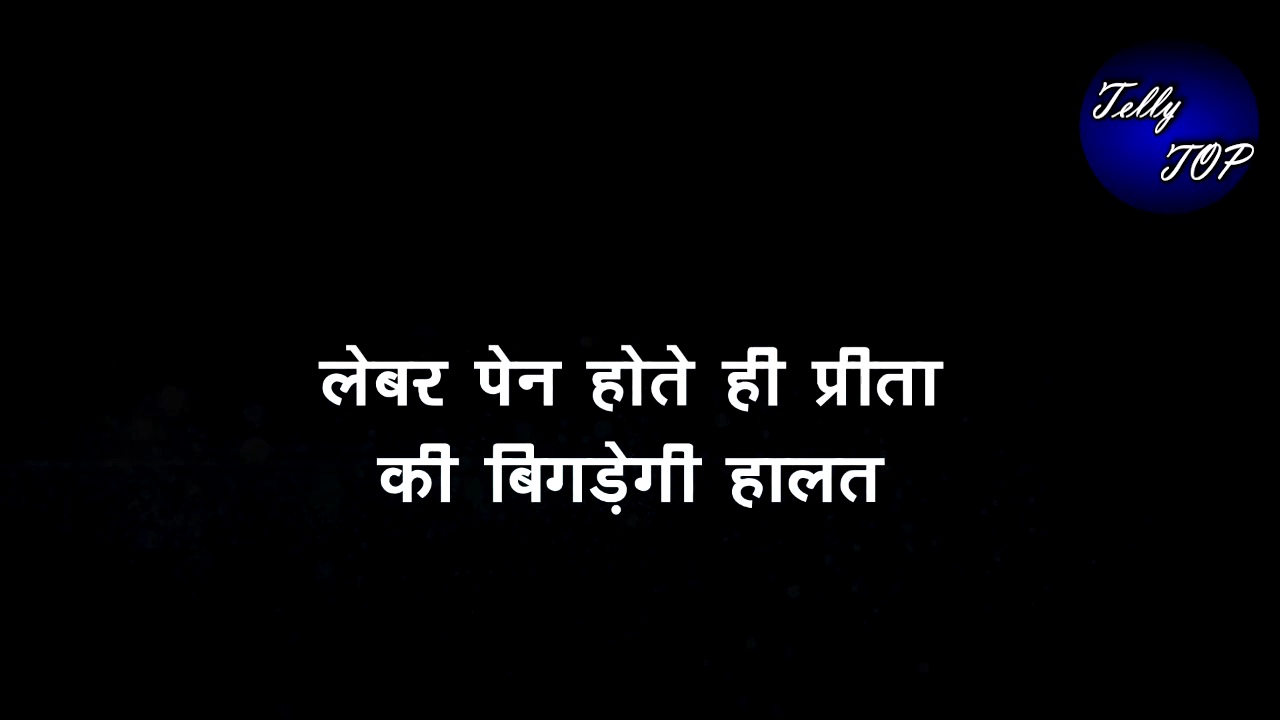 Telly
TOP
लेबर पेन होते ही प्रीता
की बिगड़ेगी हालत